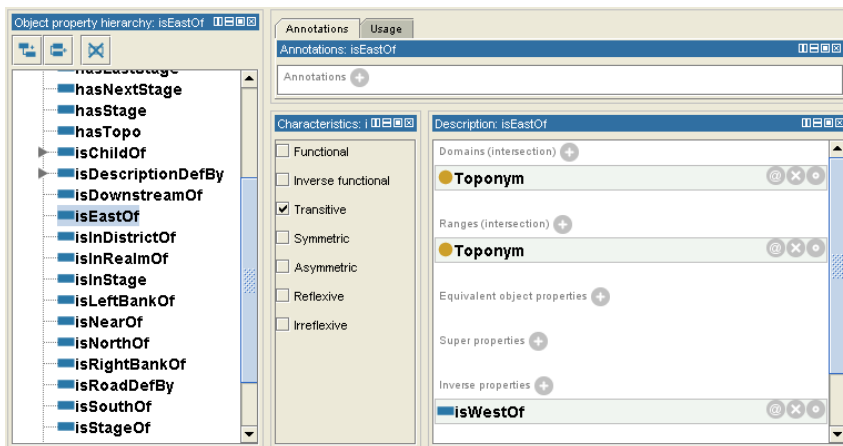 Object property hierarchy: isEastOf
hasLastStage
hasNextStage
hasStage
hasTopo
isChildOf
isDescriptionDefBy
isDownstreamOf
isEastOf
isInDistrictOf
isInRealmOf
isInStage
isLeftBankOf
isNearOf
isNorthOf
isRightBankOf
isRoadDefBy
isSouthOf
isStageOf
Annotations Usage
Annotations: isEastOf
Annotations
Characteristics: i
Functional
Inverse functional
Transitive
Symmetric
Asymmetric
Reflexive
Irreflexive
Description: isEastOf
Domains (intersection)
Toponym
Ranges (intersection)
Toponym
Equivalent object properties
Super properties
Inverse properties
isWestOf